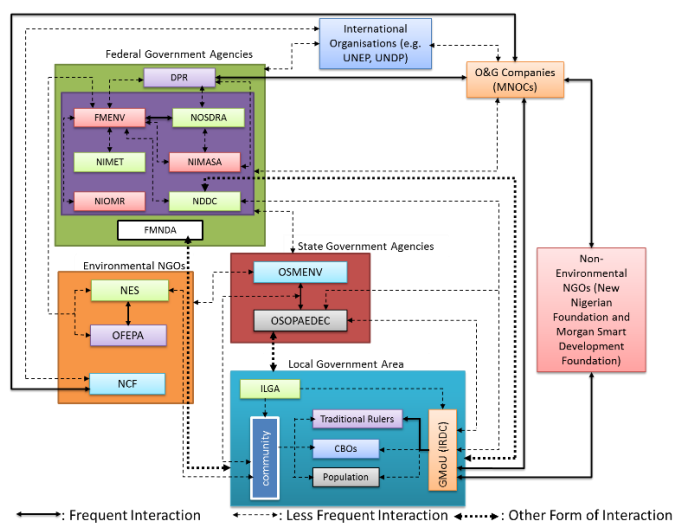 International
Organisations (e.g.
UNEP, UNDP)
Federal Government Agencies
DPR
O&G Companies
(MNOCs)
FMENV
NOSDRA
NIMET
NIMASA
NIOMR
NDDC
FMNDA
State Government Agencies
Environmental NGOs
OSMENV
NES
OSOPAEDEC
OFEPA
Non-
Environmental
NGOs (New
Nigerian
Foundation and
Morgan Smart
Development
Foundation)
Local Government Area
NCF
ILGA
Traditional Rulers
community
CBOs
GMoU (IRDC)
Population
: Frequent Interaction
: Less Frequent Interaction
: Other Form of Interaction